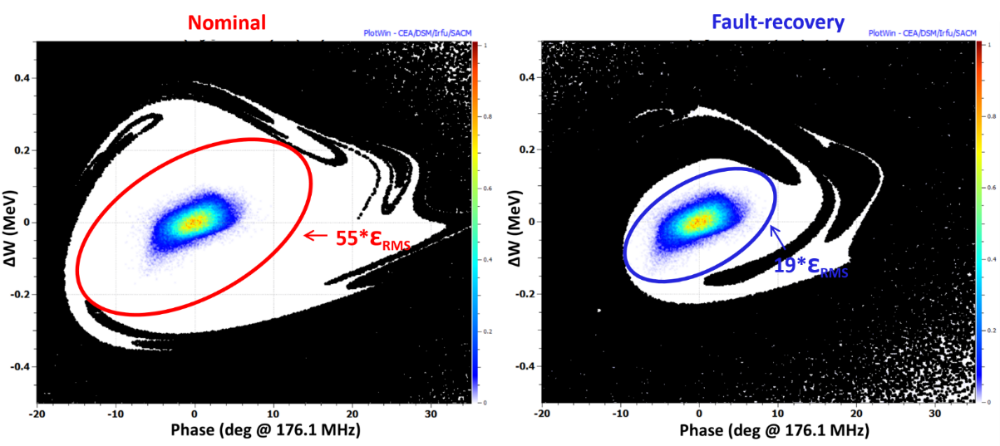 Nominal
PlotWin - CEA/DSM/Irfu/SACM
0.4
0.2
0
-0.2
-0.4
ΔW (MeV)
-20 -10 0 10 20 30
Phase (deg @ 176.1 MHz)
55*εRMS
1
0.8
0.6
0.4
0.2
0
Fault-recovery
PlotWin - CEA/DSM/Irfu/SACM
0.4
0.2
0
-0.2
-0.4
ΔW (MeV)
-20 -10 0 10 20 30
Phase (deg @ 176.1 MHz)
19*εRMS
1
0.8
0.6
0.4
0.2
0